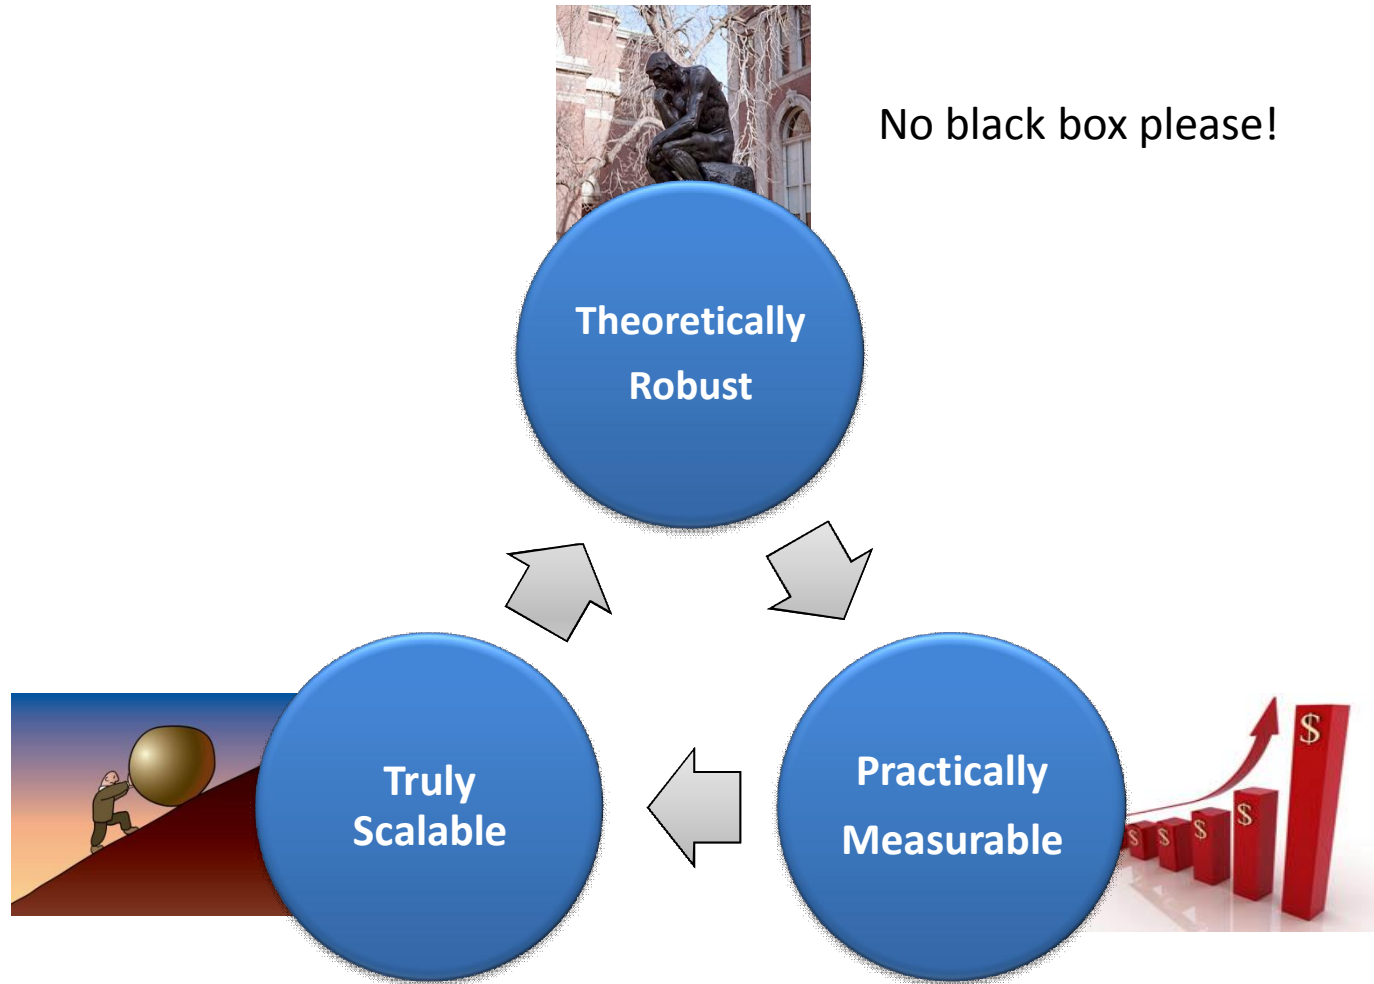 No black box please!
Theoretically
Robust
Truly
Scalable
Practically
Measurable
$
$
$
$
$